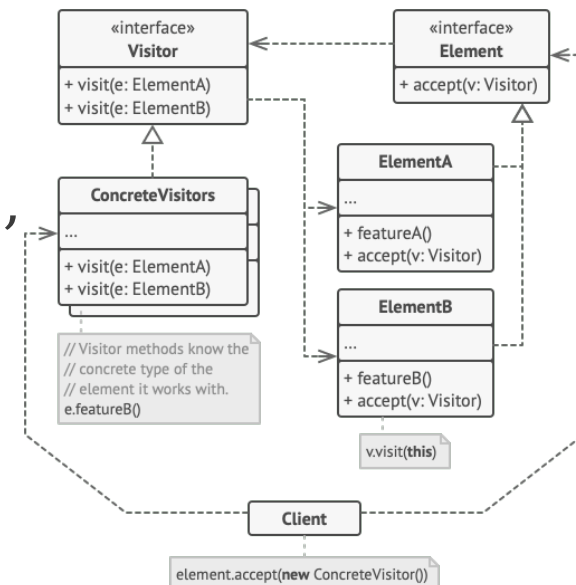 «interface»
Visitor
+ visit(e: ElementA)
+ visit(e: ElementB)
«interface»
Element
+ accept(v: Visitor)
ConcreteVisitors
...
+ visit(e: ElementA)
+ visit(e: ElementB)
// Visitor methods know the
// concrete type of the
// element it works with.
e.featureB()
ElementA
...
+ featureA()
+ accept(v: Visitor)
ElementB
...
+ featureB()
+ accept(v: Visitor)
v.visit(this)
,
Client
element.accept(new ConcreteVisitor())